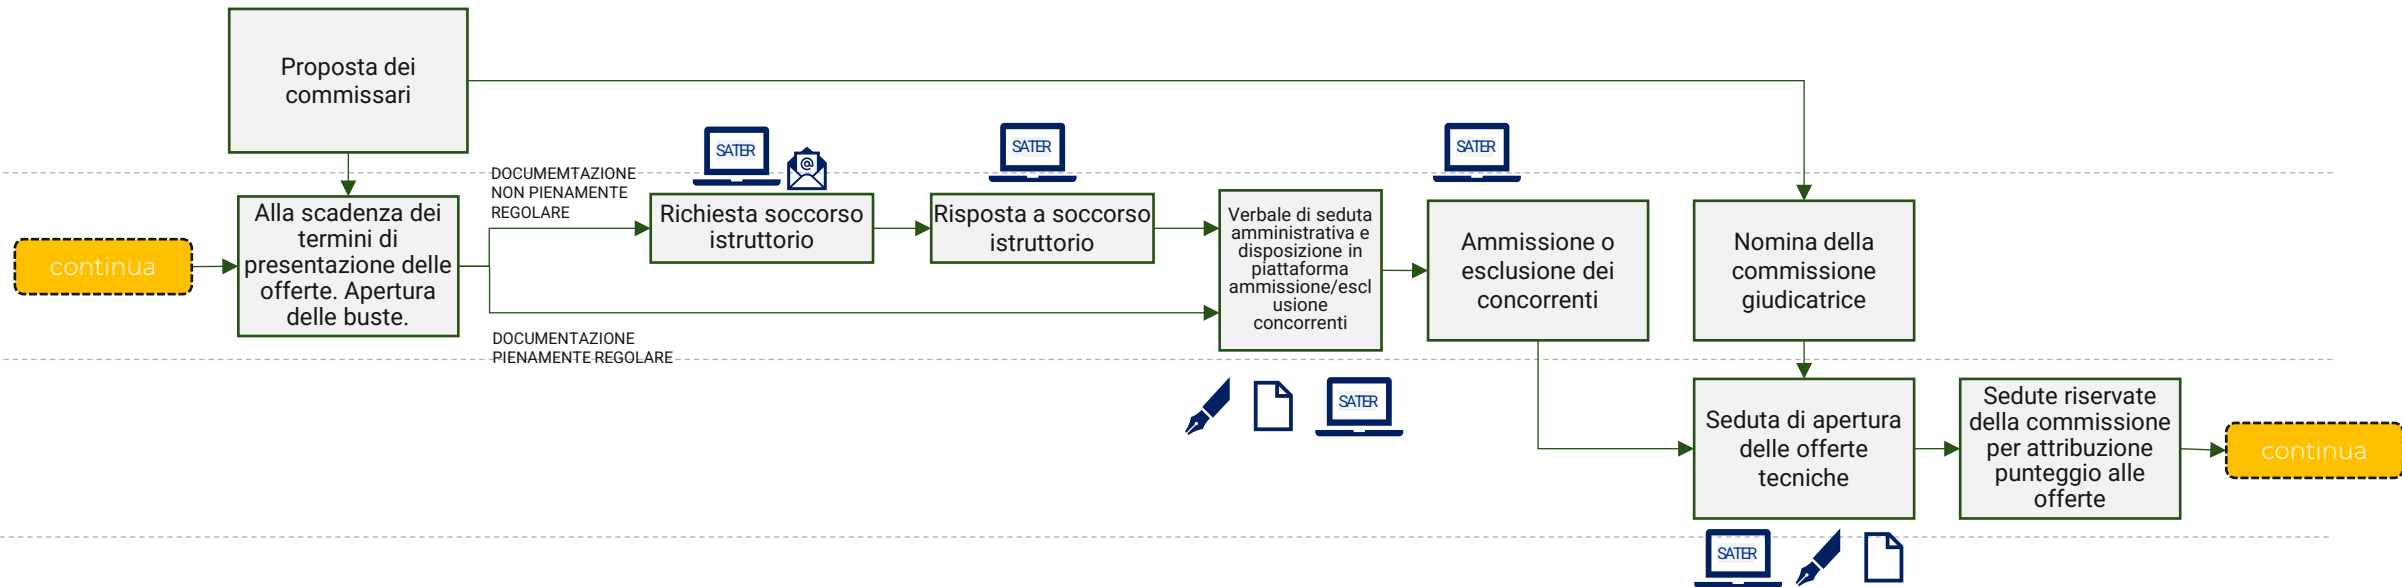 Proposta dei
commissari
SATER
@
SATER
SATER
DOCUMEMTAZIONE
NON PIENAMENTE
REGOLARE
continua
Alla scadenza dei
termini di
presentazione delle
offerte. Apertura
delle buste.
Richiesta soccorso
istruttorio
Risposta a soccorso
istruttorio
Verbale di seduta
amministrativa e
disposizione in
piattaforma
ammissione/escl
usione
concorrenti
Ammissione o
esclusione dei
concorrenti
Nomina della
commissione
giudicatrice
DOCUMENTAZIONE
PIENAMENTE REGOLARE
SATER
Seduta di apertura
delle offerte
tecniche
Sedute riservate
della commissione
per attribuzione
punteggio alle
offerte
continua
SATER